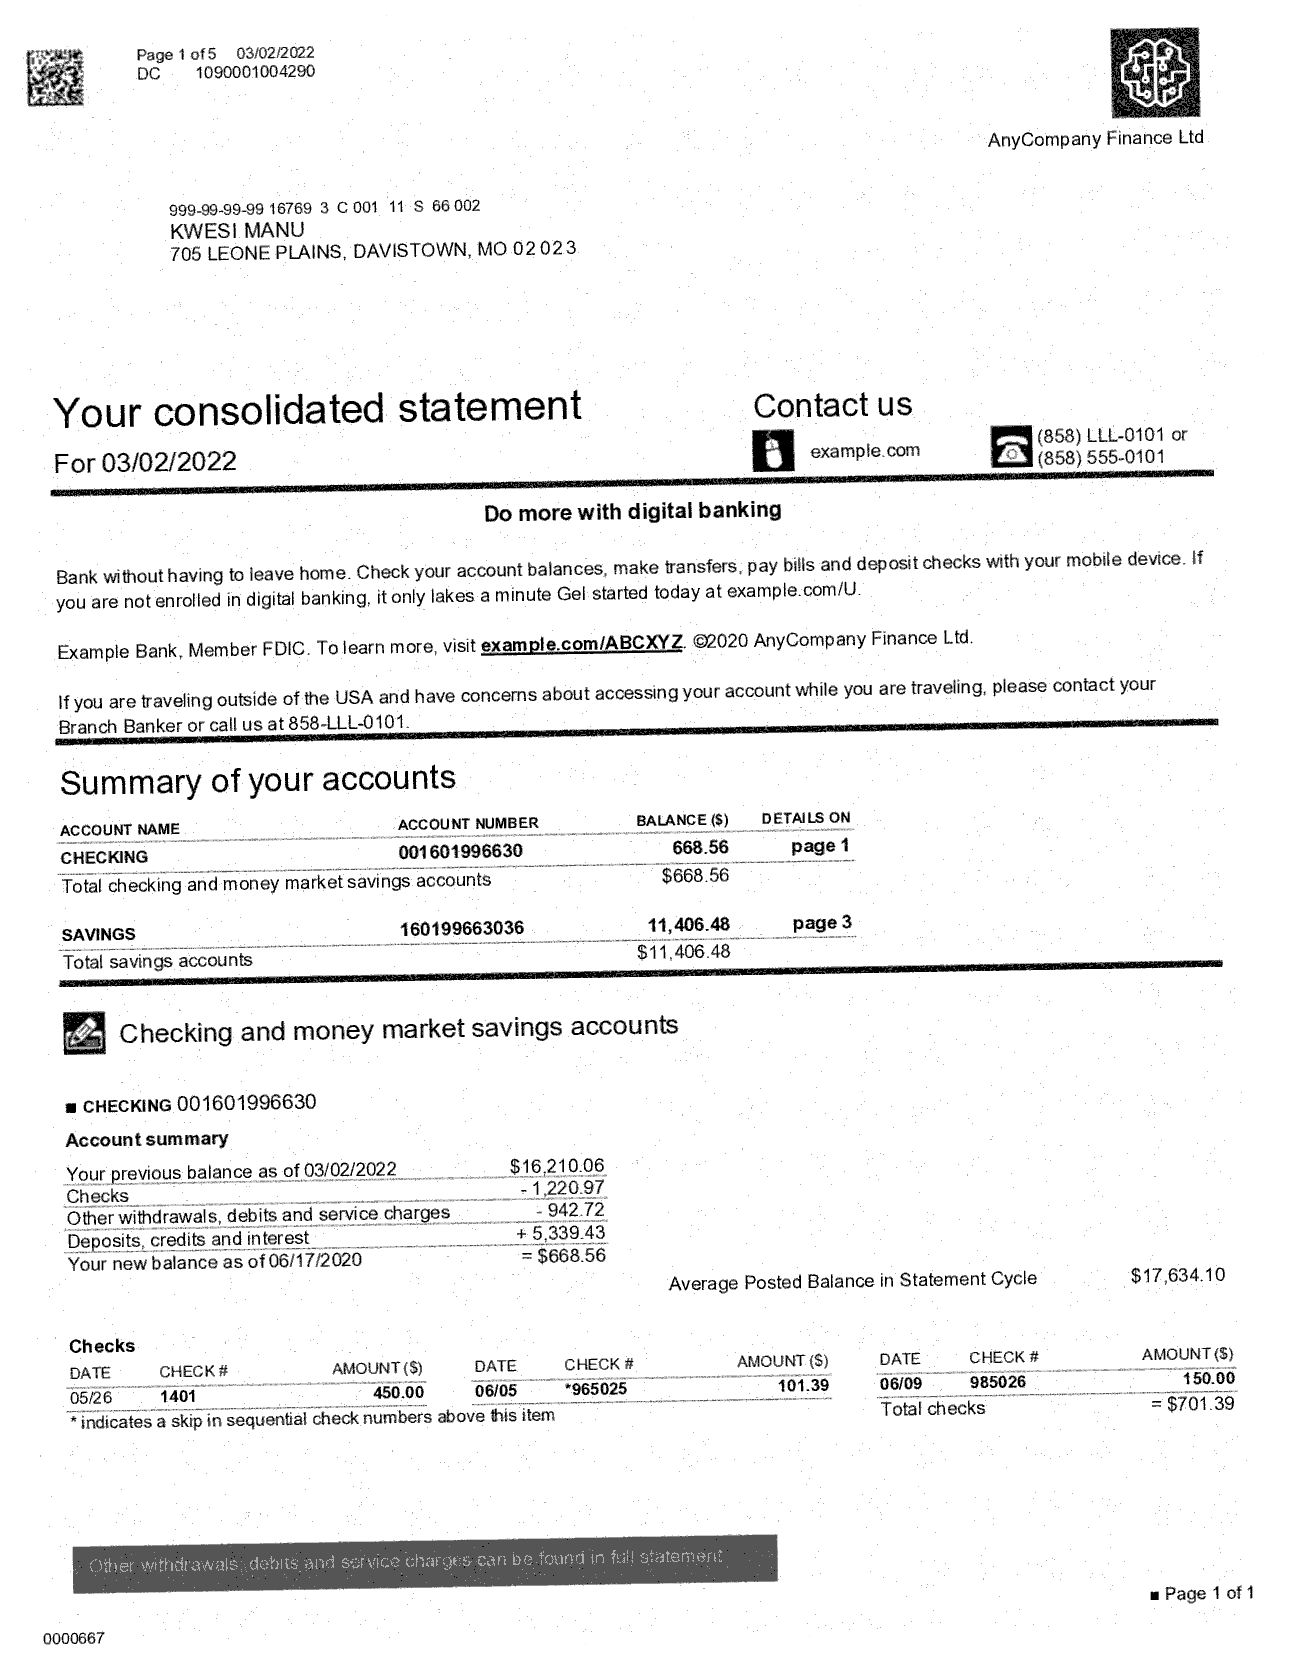 Page 1 of 5 03/02/2022
DC 1090001004290
AnyCompany Finance Ltd
999-99-99-99 16769 3 C 001 11 S 66 002
KWESI MANU
705 LEONE PLAINS, DAVISTOWN, MO 02023
Your consolidated statement
For 03/02/2022
Contact us
example.com
(858) LLL-0101 or
(858) 555-0101
Do more with digital banking
Bank without having to leave home. Check your account balances, make transfers, pay bills and deposit checks with your mobile device. If
you are not enrolled in digital banking, it only lakes a minute Gel started today at example.com/U.
Example Bank, Member FDIC. To learn more, visit example.com/ABCXYZ. ©2020 AnyCompany Finance Ltd.
If you are traveling outside of the USA and have concerns about accessing your account while you are traveling, please contact your
Branch Banker or call us at 858-LLL-0101.
Summary of your accounts
ACCOUNT NAME ACCOUNT NUMBER BALANCE ($) DETAILS ON
CHECKING 001601996630 668.56 page 1
Total checking and money market savings accounts $668.56
SAVINGS 160199663036 11,406.48 page 3
Total savings accounts $11,406.48
Checking and money market savings accounts
■ CHECKING 001601996630
Account summary
Your previous balance as of 03/02/2022 $16,210.06
Checks - 1,220.97
Other withdrawals, debits and service charges - 942.72
Deposits, credits and interest + 5,339.43
Your new balance as of 06/17/2020 = $668.56
Average Posted Balance in Statement Cycle $17,634.10
Checks
DATE CHECK # AMOUNT ($) DATE CHECK # AMOUNT ($) DATE CHECK # AMOUNT ($)
05/26 1401 450.00 06/05 *965025 101.39 06/09 985026 150.00
* indicates a skip in sequential check numbers above this item Total checks = $701.39
Other withdrawals, debits and service charges can be found in full statement
■ Page 1 of 1
0000667